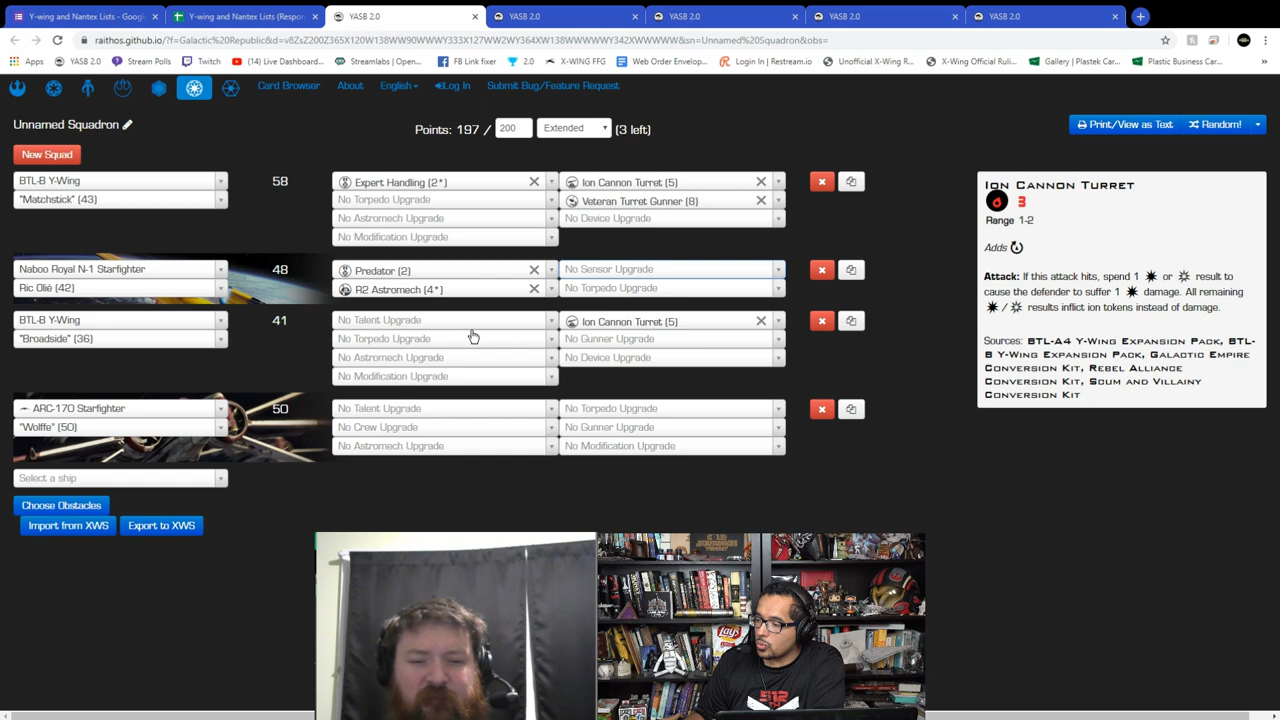 Y-wing and Nantex Lists - Goog
Y-wing and Nantex Lists (Respon
YASB 2.0
YASB 2.0
YASB 2.0
YASB 2.0
YASB 2.0
raithos.github.io/?f=Galactic%20Republic&d=v8ZsZ200Z365X120W138WW90WWWY333X127WW2WY364XW138WWWWWY342XWWWWW&sn=Unnamed%20Squadron&obs=
Apps YASB 2.0 Stream Polls Twitch (14) Live Dashboard... Streamlabs | Open... FB Link fixer 2.0 X-WING FFG Web Order Envelop... Login In | Restream.io Unofficial X-Wing R... X-Wing Official Ruli... Gallery | Plastek Car... Plastic Business Car...
Card Browser About English Log In Submit Bug/Feature Request
Unnamed Squadron
Points: 197 / 200 Extended (3 left)
Print/View as Text Random!
New Squad
BTL-B Y-Wing
"Matchstick" (43)
58
Expert Handling (2*)
Ion Cannon Turret (5)
No Torpedo Upgrade
Veteran Turret Gunner (8)
No Astromech Upgrade
No Device Upgrade
No Modification Upgrade
Naboo Royal N-1 Starfighter
Ric Olié (42)
48
Predator (2)
No Sensor Upgrade
R2 Astromech (4*)
No Torpedo Upgrade
BTL-B Y-Wing
"Broadside" (36)
41
No Talent Upgrade
Ion Cannon Turret (5)
No Torpedo Upgrade
No Gunner Upgrade
No Astromech Upgrade
No Device Upgrade
No Modification Upgrade
ARC-170 Starfighter
"Wolffe" (50)
50
No Talent Upgrade
No Torpedo Upgrade
No Crew Upgrade
No Gunner Upgrade
No Astromech Upgrade
No Modification Upgrade
Select a ship
Choose Obstacles
Import from XWS Export to XWS
Ion Cannon Turret
3
Range 1-2
Adds
Attack: If this attack hits, spend 1 or result to
cause the defender to suffer 1 damage. All remaining
/ results inflict ion tokens instead of damage.
Sources: BTL-A4 Y-Wing Expansion Pack, BTL-
B Y-Wing Expansion Pack, Galactic Empire
Conversion Kit, Rebel Alliance
Conversion Kit, Scum and Villainy
Conversion Kit
Lay's